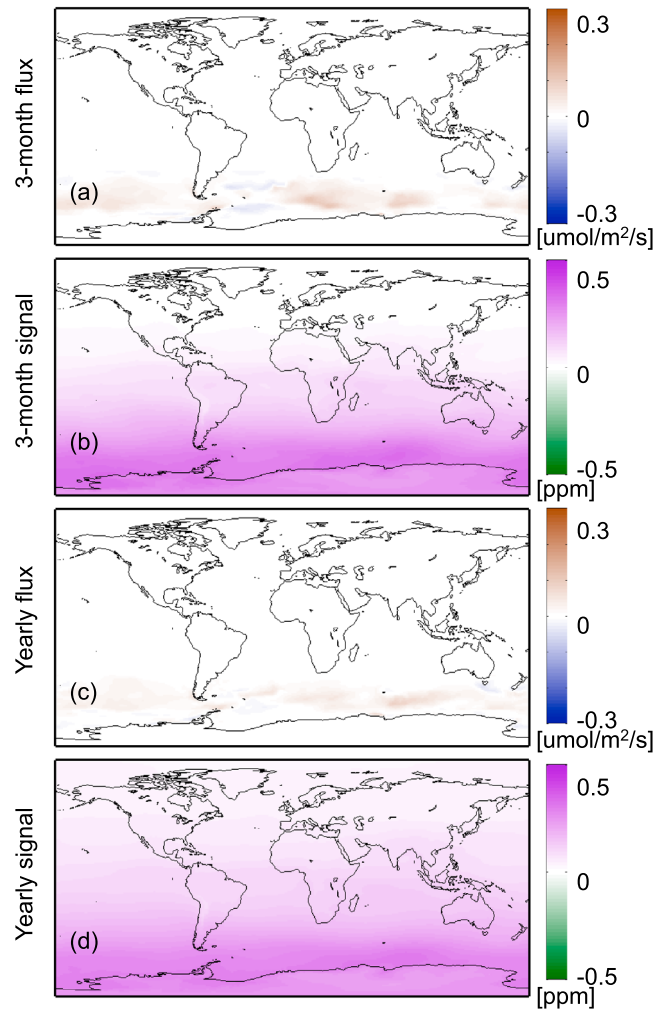 3-month flux
(a)
0.3
0
-0.3
[umol/m²/s]
3-month signal
(b)
0.5
0
-0.5
[ppm]
Yearly flux
(c)
0.3
0
-0.3
[umol/m²/s]
Yearly signal
(d)
0.5
0
-0.5
[ppm]